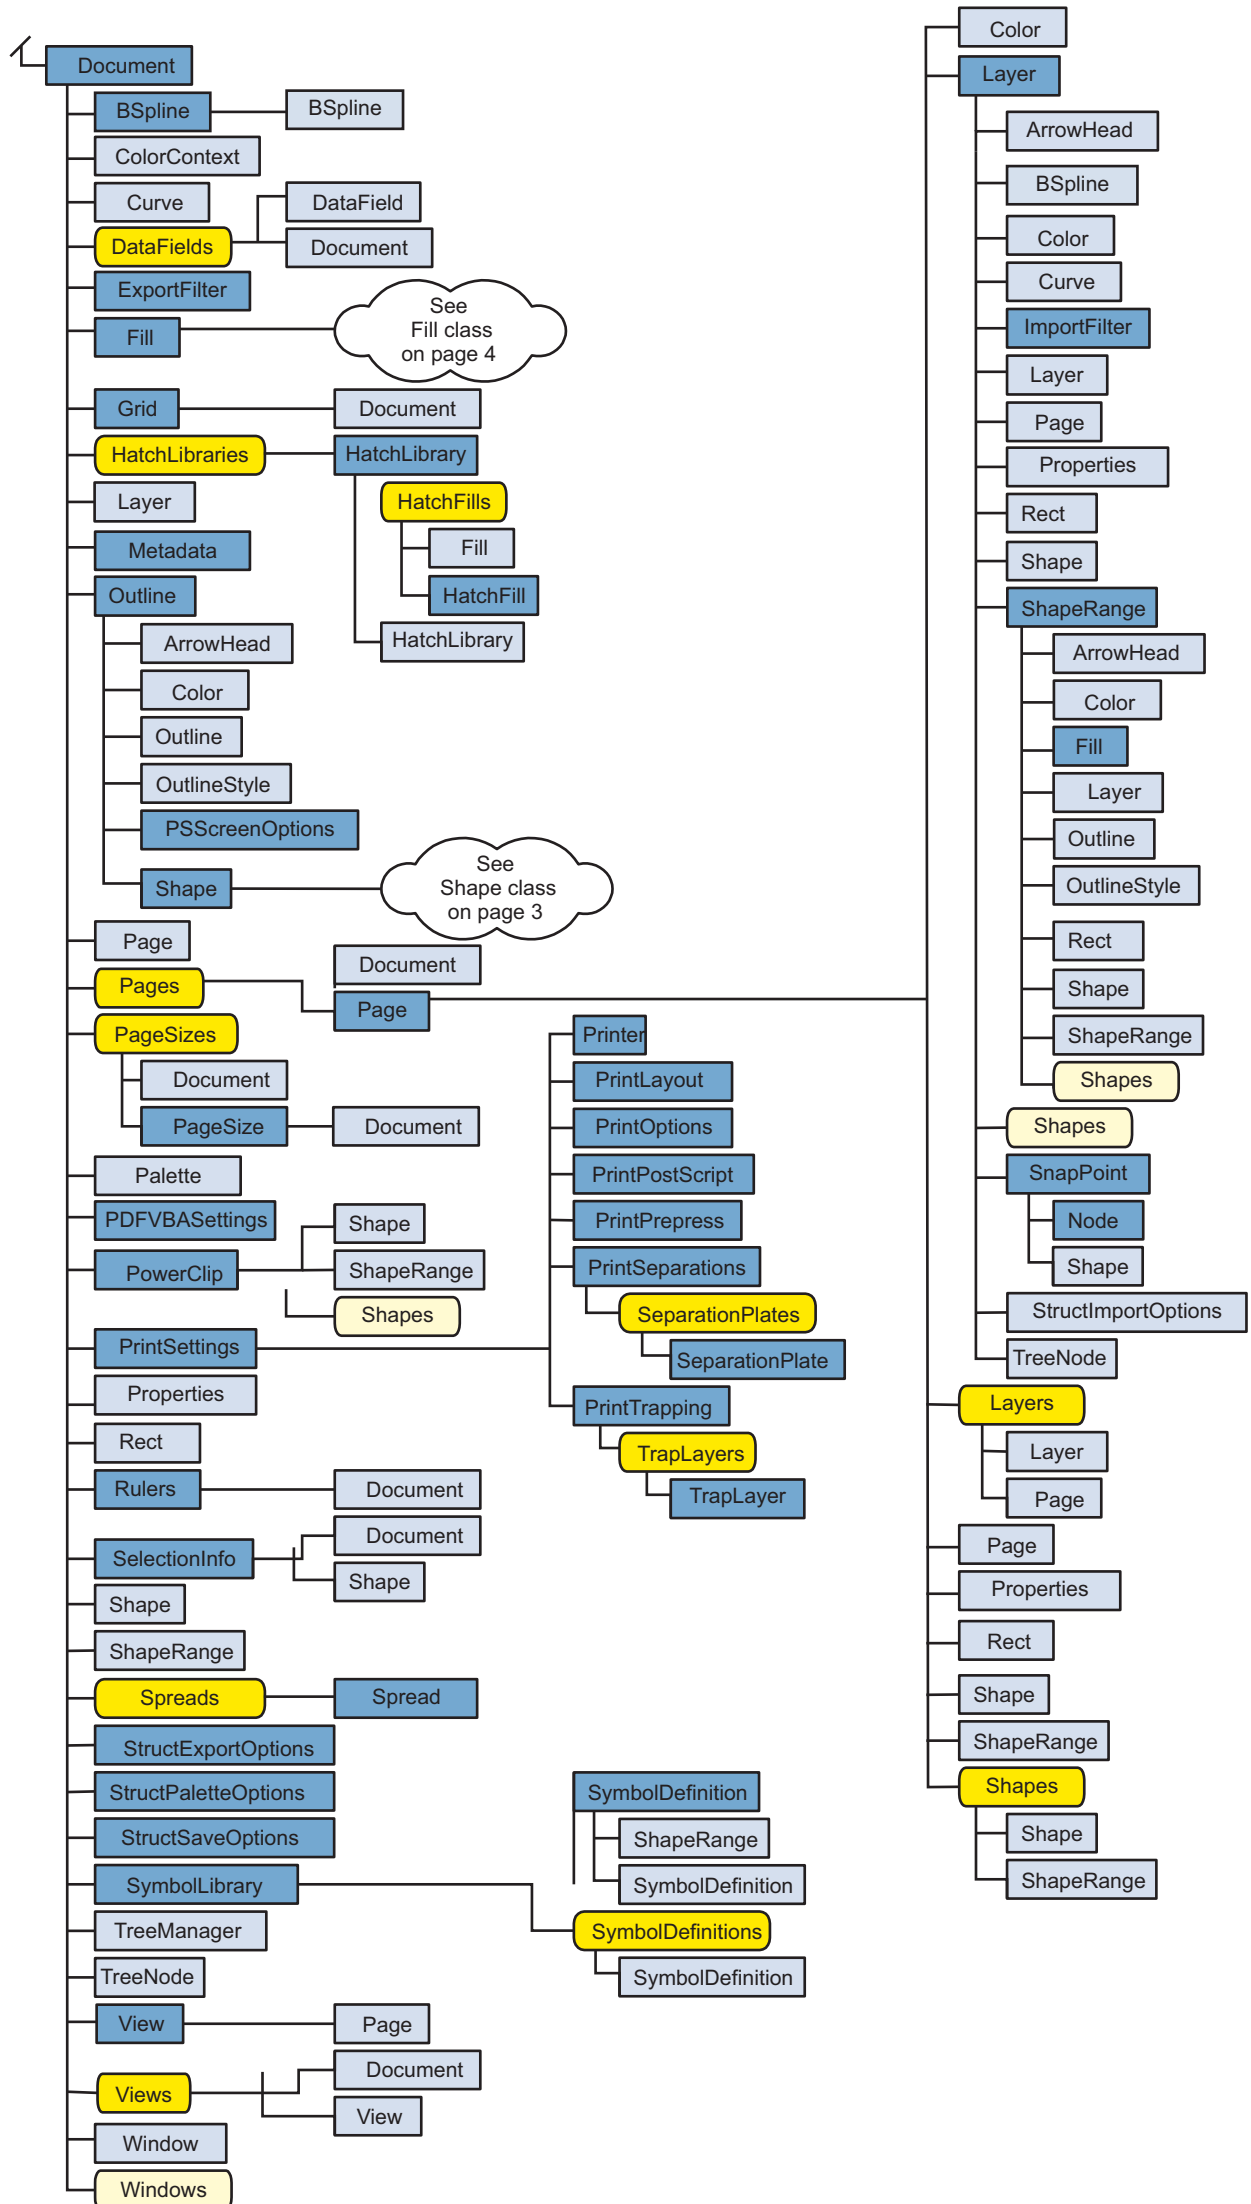 Document
BSpline
BSpline
ColorContext
Curve
DataFields
DataField
Document
ExportFilter
Fill
See
Fill class
on page 4
Grid
Document
HatchLibraries
HatchLibrary
HatchFills
Fill
HatchFill
HatchLibrary
Layer
Metadata
Outline
ArrowHead
Color
Outline
OutlineStyle
PSScreenOptions
Shape
See
Shape class
on page 3
Page
Pages
Document
Page
PageSizes
Document
PageSize
Document
Palette
PDFVBASettings
PowerClip
Shape
ShapeRange
Shapes
PrintSettings
Printer
PrintLayout
PrintOptions
PrintPostScript
PrintPrepress
PrintSeparations
SeparationPlates
SeparationPlate
PrintTrapping
TrapLayers
TrapLayer
Properties
Rect
Rulers
Document
SelectionInfo
Document
Shape
Shape
ShapeRange
Spreads
Spread
StructExportOptions
StructPaletteOptions
StructSaveOptions
SymbolLibrary
SymbolDefinition
ShapeRange
SymbolDefinition
SymbolDefinitions
SymbolDefinition
TreeManager
TreeNode
View
Page
Views
Document
View
Window
Windows
Color
Layer
ArrowHead
BSpline
Color
Curve
ImportFilter
Layer
Page
Properties
Rect
Shape
ShapeRange
ArrowHead
Color
Fill
Layer
Outline
OutlineStyle
Rect
Shape
ShapeRange
Shapes
Shapes
SnapPoint
Node
Shape
StructImportOptions
TreeNode
Layers
Layer
Page
Page
Properties
Rect
Shape
ShapeRange
Shapes
Shape
ShapeRange